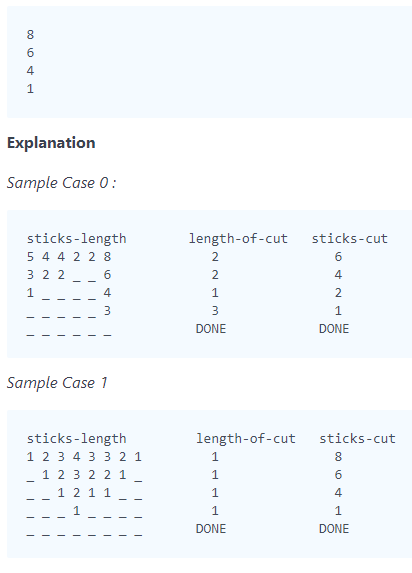 8
6
4
1
Explanation
Sample Case 0 :
sticks-length length-of-cut sticks-cut
5 4 4 2 2 8 2 6
3 2 2 _ _ 6 2 4
1 _ _ _ _ 4 1 2
_ _ _ _ _ 3 3 1
_ _ _ _ _ _ DONE DONE
Sample Case 1
sticks-length length-of-cut sticks-cut
1 2 3 4 3 3 2 1 1 8
_ 1 2 3 2 2 1 _ 1 6
_ _ 1 2 1 1 _ _ 1 4
_ _ _ 1 _ _ _ _ 1 1
_ _ _ _ _ _ _ _ DONE DONE